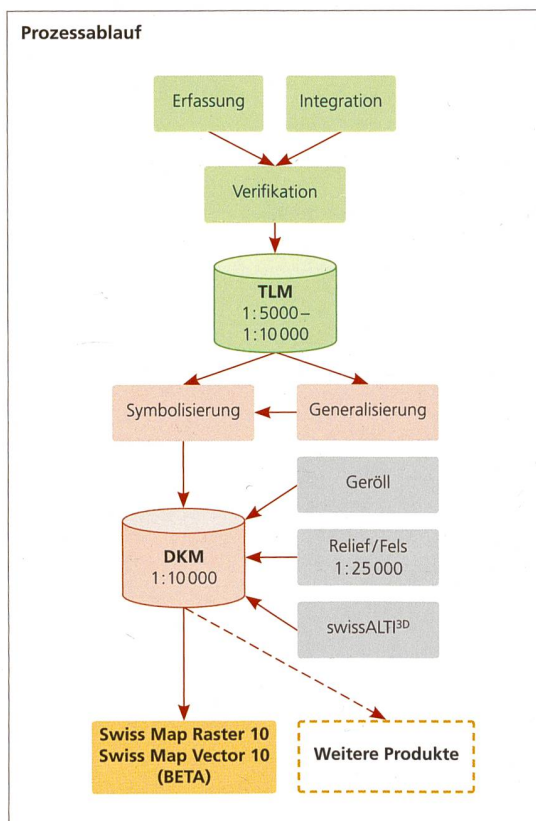 Prozessablauf
Erfassung
Integration
Verifikation
TLM
1:5000–
1:10 000
Symbolisierung
Generalisierung
Geröll
DKM
1:10 000
Relief/Fels
1:25 000
swissALTI3D
Swiss Map Raster 10
Swiss Map Vector 10
(BETA)
Weitere Produkte